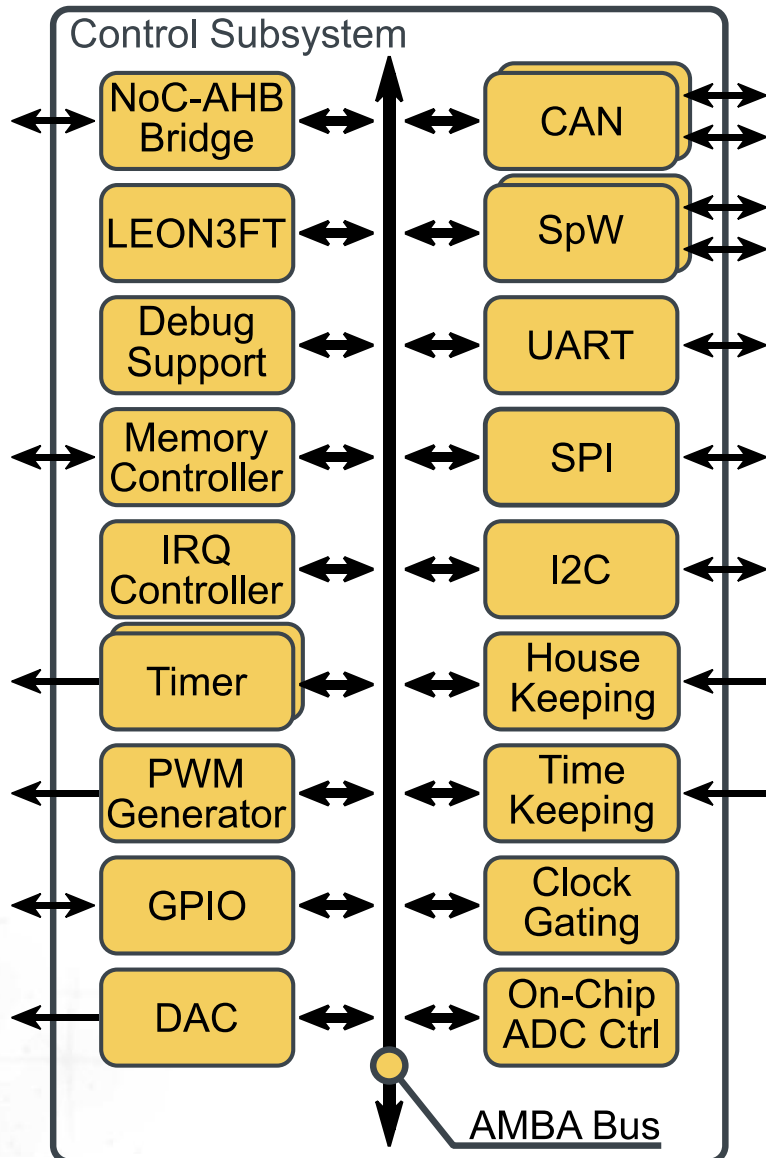 Control Subsystem
NoC-AHB
Bridge
LEON3FT
Debug
Support
Memory
Controller
IRQ
Controller
Timer
PWM
Generator
GPIO
DAC
CAN
SpW
UART
SPI
I2C
House
Keeping
Time
Keeping
Clock
Gating
On-Chip
ADC Ctrl
AMBA Bus